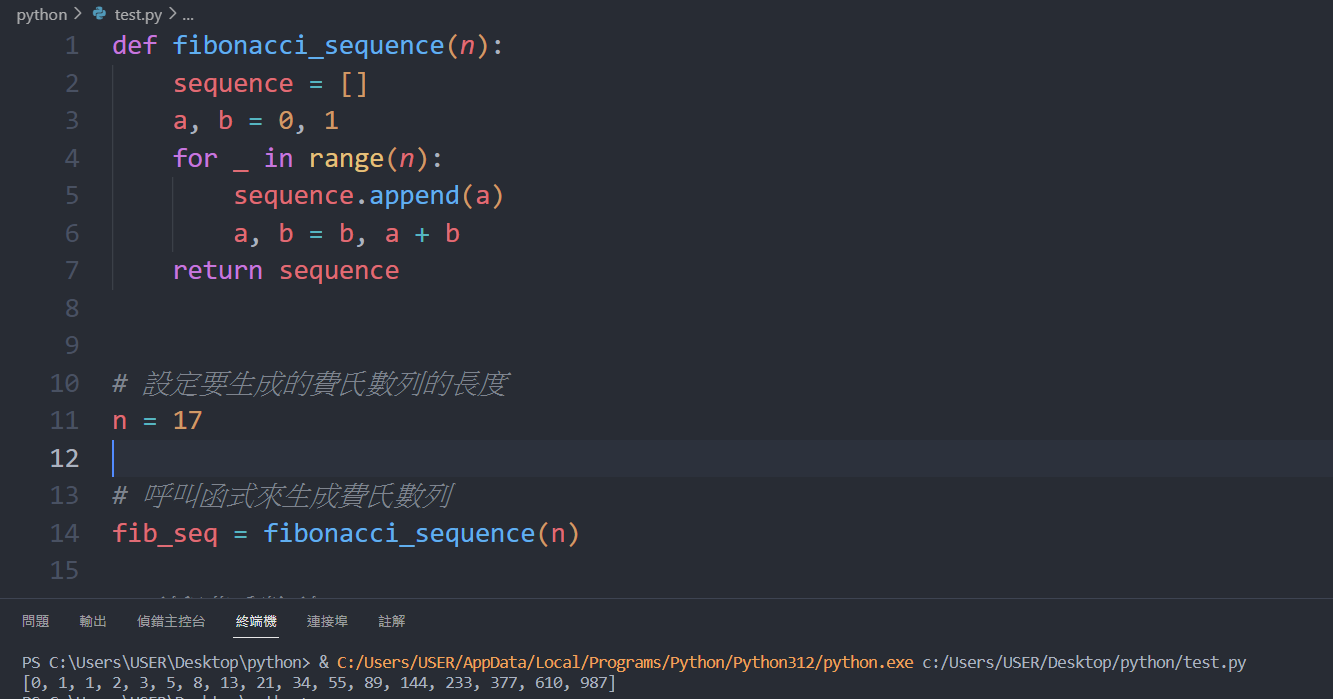 python > test.py > ...
1 def fibonacci_sequence(n):
2     sequence = []
3     a, b = 0, 1
4     for _ in range(n):
5         sequence.append(a)
6         a, b = b, a + b
7     return sequence
8
9
10 # 設定要生成的費氏數列的長度
11 n = 17
12
13 # 呼叫函式來生成費氏數列
14 fib_seq = fibonacci_sequence(n)
15
問題 輸出 偵錯主控台 終端機 連接埠 註解
PS C:\Users\USER\Desktop\python> & C:/Users/USER/AppData/Local/Programs/Python/Python312/python.exe c:/Users/USER/Desktop/python/test.py
[0, 1, 1, 2, 3, 5, 8, 13, 21, 34, 55, 89, 144, 233, 377, 610, 987]